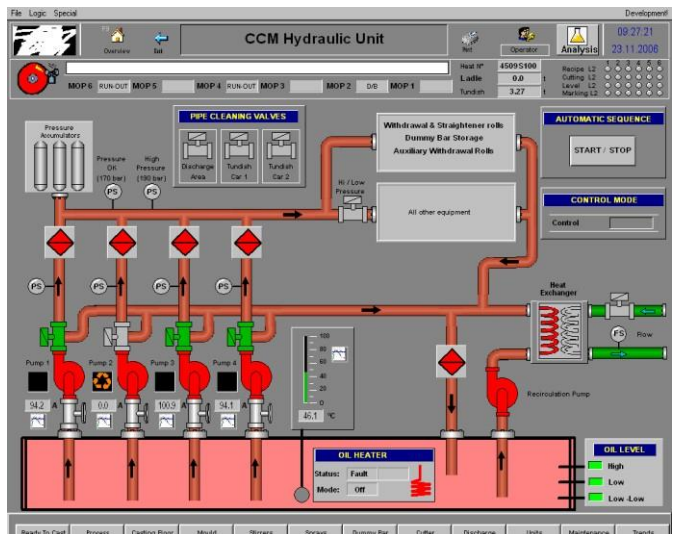 File Logic Special Development
F3
Overview
Exit
CCM Hydraulic Unit
Operator
Analysis
09:27:21
23.11.2006
Heat N° 4509S100
Ladle 0.0 t
Tundish 3.27 t
1 2 3 4 5 6
Recipe L2
Cutting L2
Level L2
Marking L2
MOP 6 RUN-OUT MOP 5 MOP 4 RUN-OUT MOP 3 MOP 2 D/B MOP 1
Pressure
Accumulators
PIPE CLEANING VALVES
Discharge
Area
Tundish
Car 1
Tundish
Car 2
Pressure
OK
(170 bar)
High
Pressure
(190 bar)
PS
PS
Withdrawal & Straightener rolls
Dummy Bar Storage
Auxiliary Withdrawal Rolls
Hi / Low
Pressure
All other equipment
AUTOMATIC SEQUENCE
START / STOP
CONTROL MODE
Control
PS
PS
PS
PS
Heat
Exchanger
FS
Flow
Pump 1
Pump 2
Pump 3
Pump 4
100
80
60
40
20
0
46.1 °C
94.2 A
0.0 A
100.9 A
94.1 A
Recirculation Pump
OIL HEATER
Status: Fault
Mode: Off
OIL LEVEL
High
Low
Low -Low
Ready To Cast Process Casting Floor Mould Stirrers Sprays Dummy Bar Cutter Discharge Units Maintenance Trends